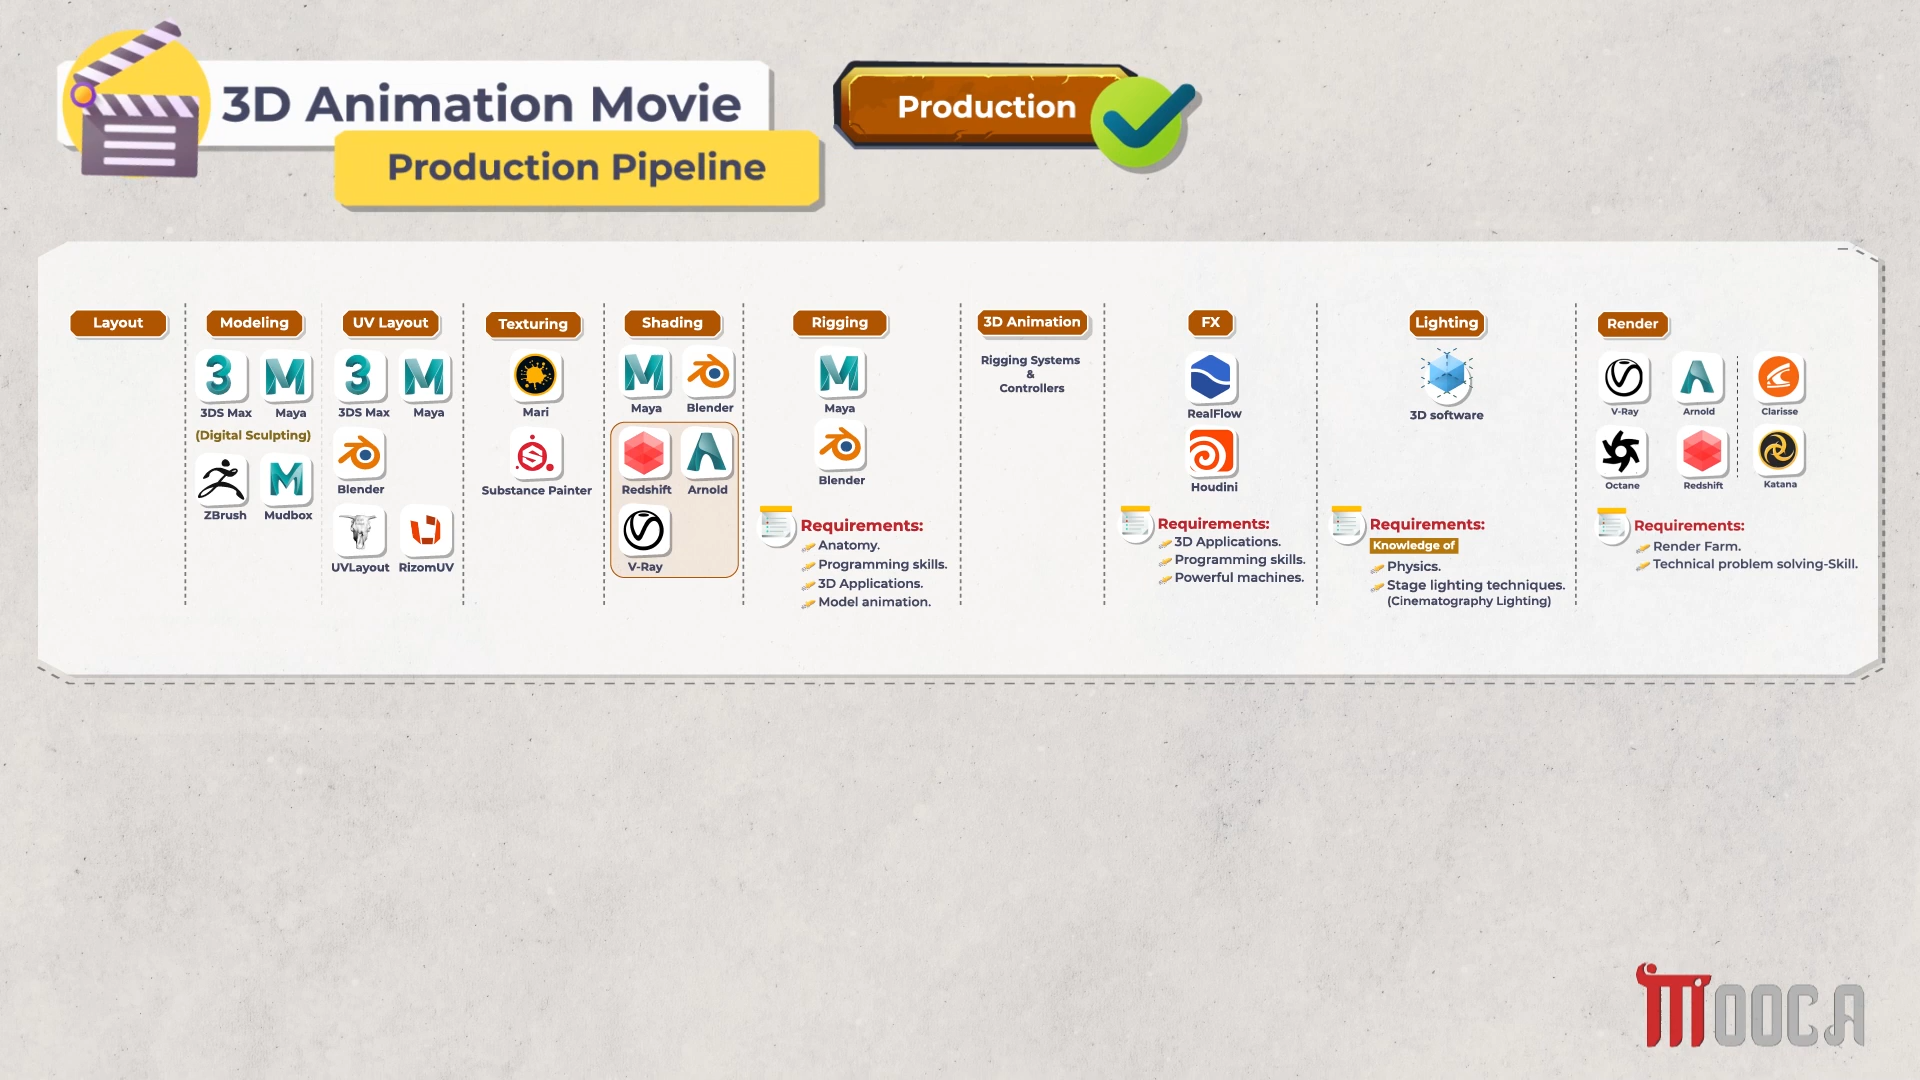 3D Animation Movie
Production Pipeline
Production
Layout
Modeling
3DS Max Maya
(Digital Sculpting)
ZBrush Mudbox
UV Layout
3DS Max Maya
Blender
UVLayout RizomUV
Texturing
Mari
Substance Painter
Shading
Maya Blender
Redshift Arnold
V-Ray
Rigging
Maya
Blender
Requirements:
Anatomy.
Programming skills.
3D Applications.
Model animation.
3D Animation
Rigging Systems
&
Controllers
FX
RealFlow
Houdini
Requirements:
3D Applications.
Programming skills.
Powerful machines.
Lighting
3D software
Requirements:
Knowledge of
Physics.
Stage lighting techniques.
(Cinematography Lighting)
Render
V-Ray Arnold Clarisse
Octane Redshift Katana
Requirements:
Render Farm.
Technical problem solving-Skill.
MOOCA